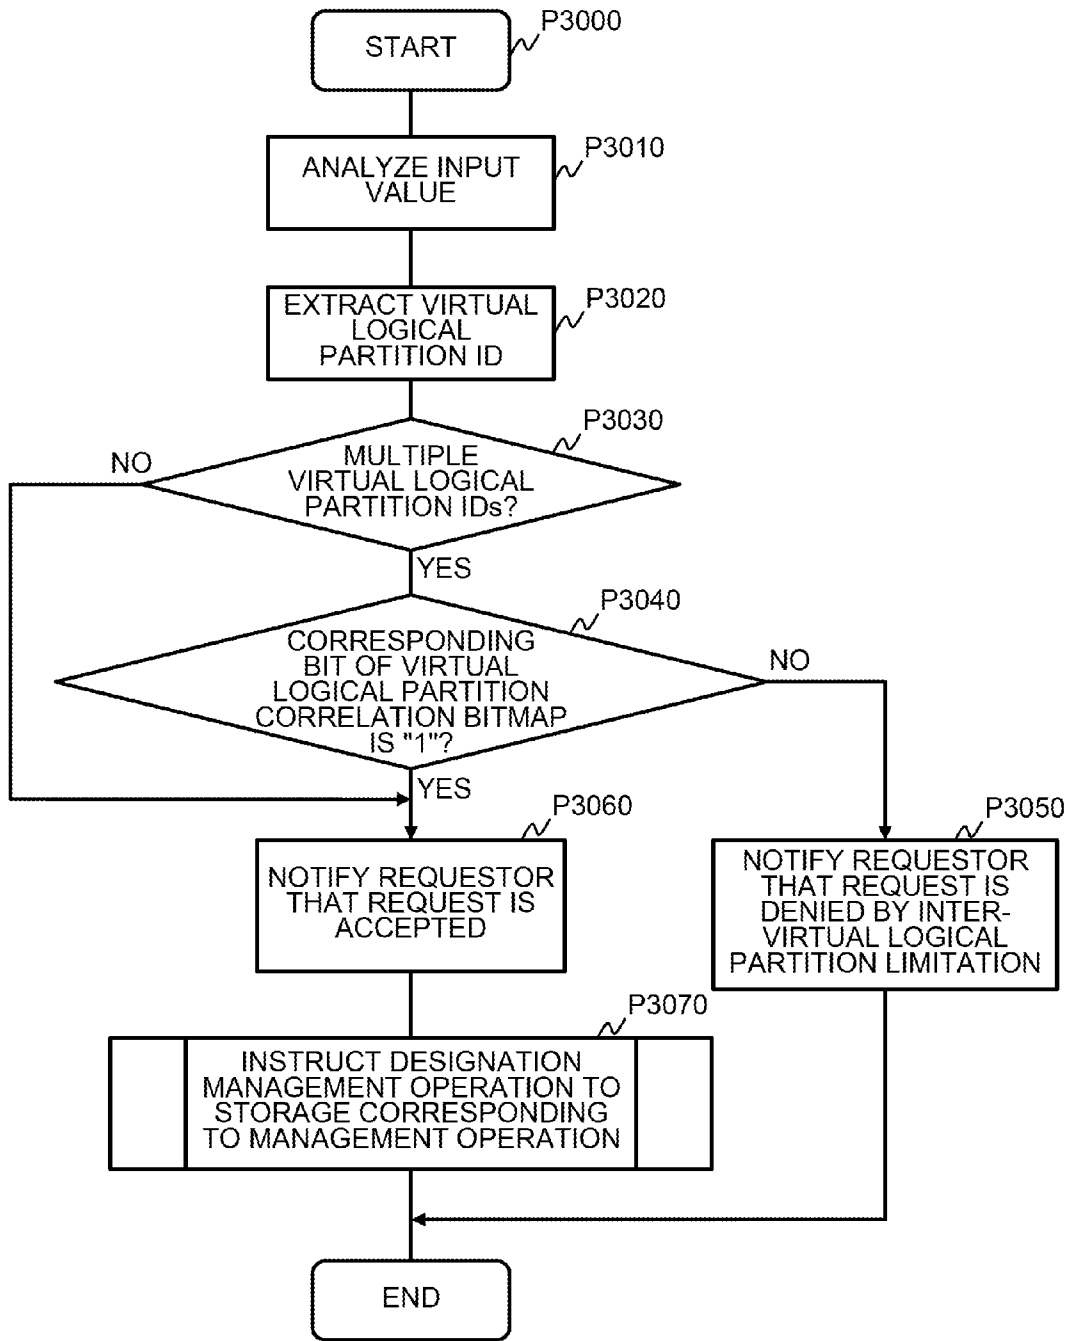 P3000
START
P3010
ANALYZE INPUT
VALUE
P3020
EXTRACT VIRTUAL
LOGICAL
PARTITION ID
P3030
NO
MULTIPLE
VIRTUAL LOGICAL
PARTITION IDs?
YES
P3040
CORRESPONDING
BIT OF VIRTUAL
LOGICAL PARTITION
CORRELATION BITMAP
IS "1"?
NO
YES
P3060
NOTIFY REQUESTOR
THAT REQUEST IS
ACCEPTED
P3050
NOTIFY REQUESTOR
THAT REQUEST IS
DENIED BY INTER-
VIRTUAL LOGICAL
PARTITION LIMITATION
P3070
INSTRUCT DESIGNATION
MANAGEMENT OPERATION TO
STORAGE CORRESPONDING
TO MANAGEMENT OPERATION
END